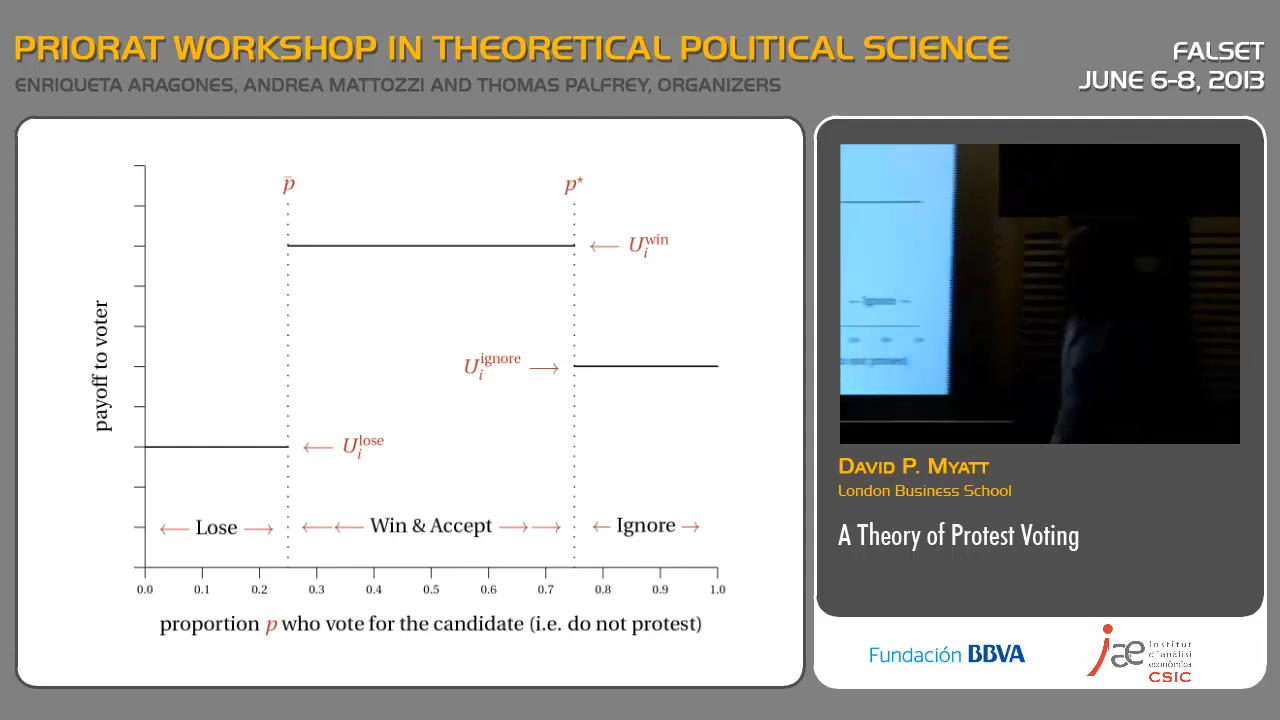 PRIORAT WORKSHOP IN THEORETICAL POLITICAL SCIENCE
ENRIQUETA ARAGONES, ANDREA MATTOZZI AND THOMAS PALFREY, ORGANIZERS
FALSET
JUNE 6-8, 2013
p̄
p⋆
← U_i^win
U_i^ignore →
← U_i^lose
payoff to voter
← Lose →
←← Win & Accept →→
← Ignore →
0.0 0.1 0.2 0.3 0.4 0.5 0.6 0.7 0.8 0.9 1.0
proportion p who vote for the candidate (i.e. do not protest)
DAVID P. MYATT
London Business School
A Theory of Protest Voting
Fundación BBVA
iae
Institut
d'anàlisi
econòmica
CSIC